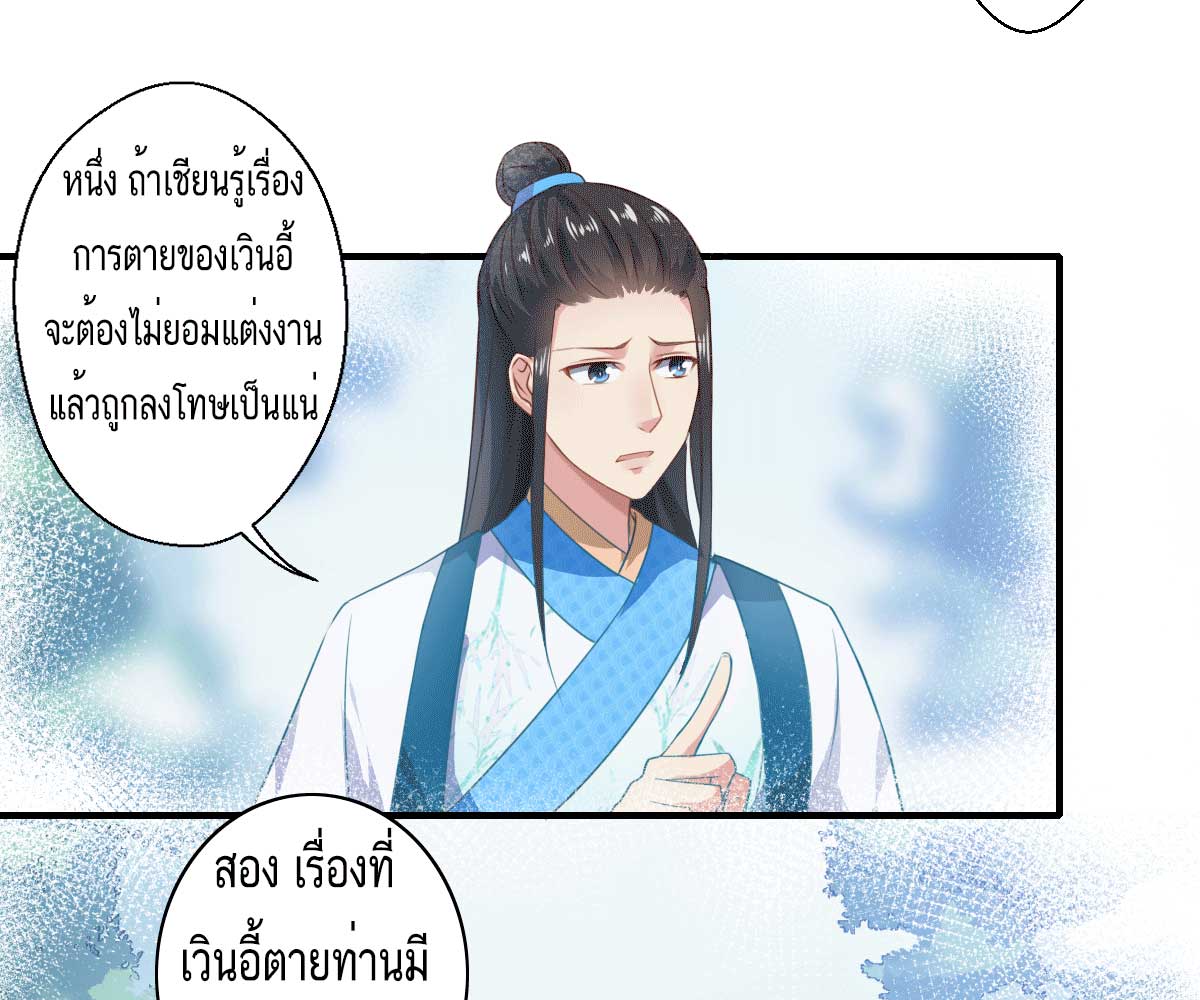 หนึ่ง ถ้าเชียนรู้เรื่อง
การตายของเวินอี้
จะต้องไม่ยอมแต่งงาน
แล้วถูกลงโทษเป็นแน่
สอง เรื่องที่
เวินอี้ตายท่านมี